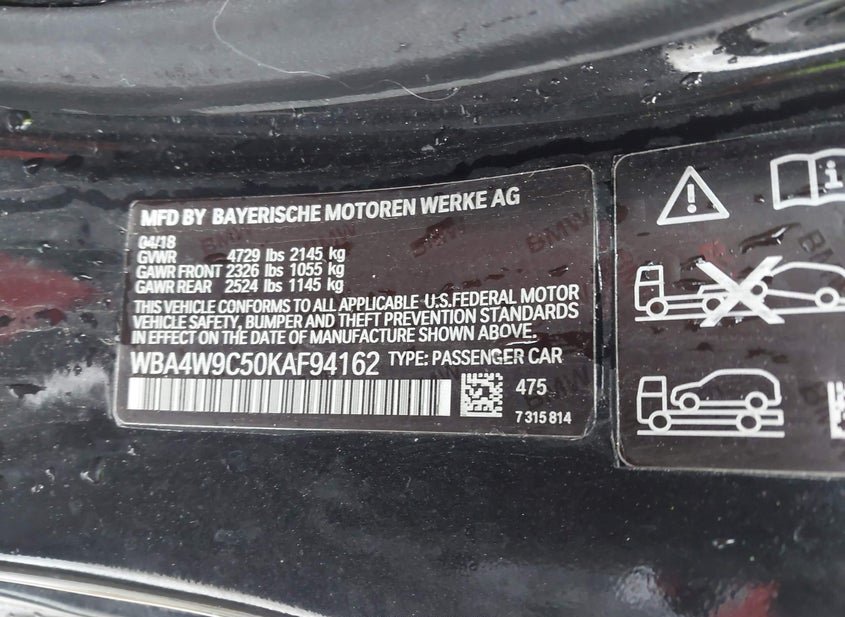 MFD BY BAYERISCHE MOTOREN WERKE AG
04/18
GVWR 4729 lbs 2145 kg
GAWR FRONT 2326 lbs 1055 kg
GAWR REAR 2524 lbs 1145 kg
THIS VEHICLE CONFORMS TO ALL APPLICABLE U.S.FEDERAL MOTOR
VEHICLE SAFETY, BUMPER AND THEFT PREVENTION STANDARDS
IN EFFECT ON THE DATE OF MANUFACTURE SHOWN ABOVE.
WBA4W9C50KAF94162 TYPE: PASSENGER CAR
475
7 315 814